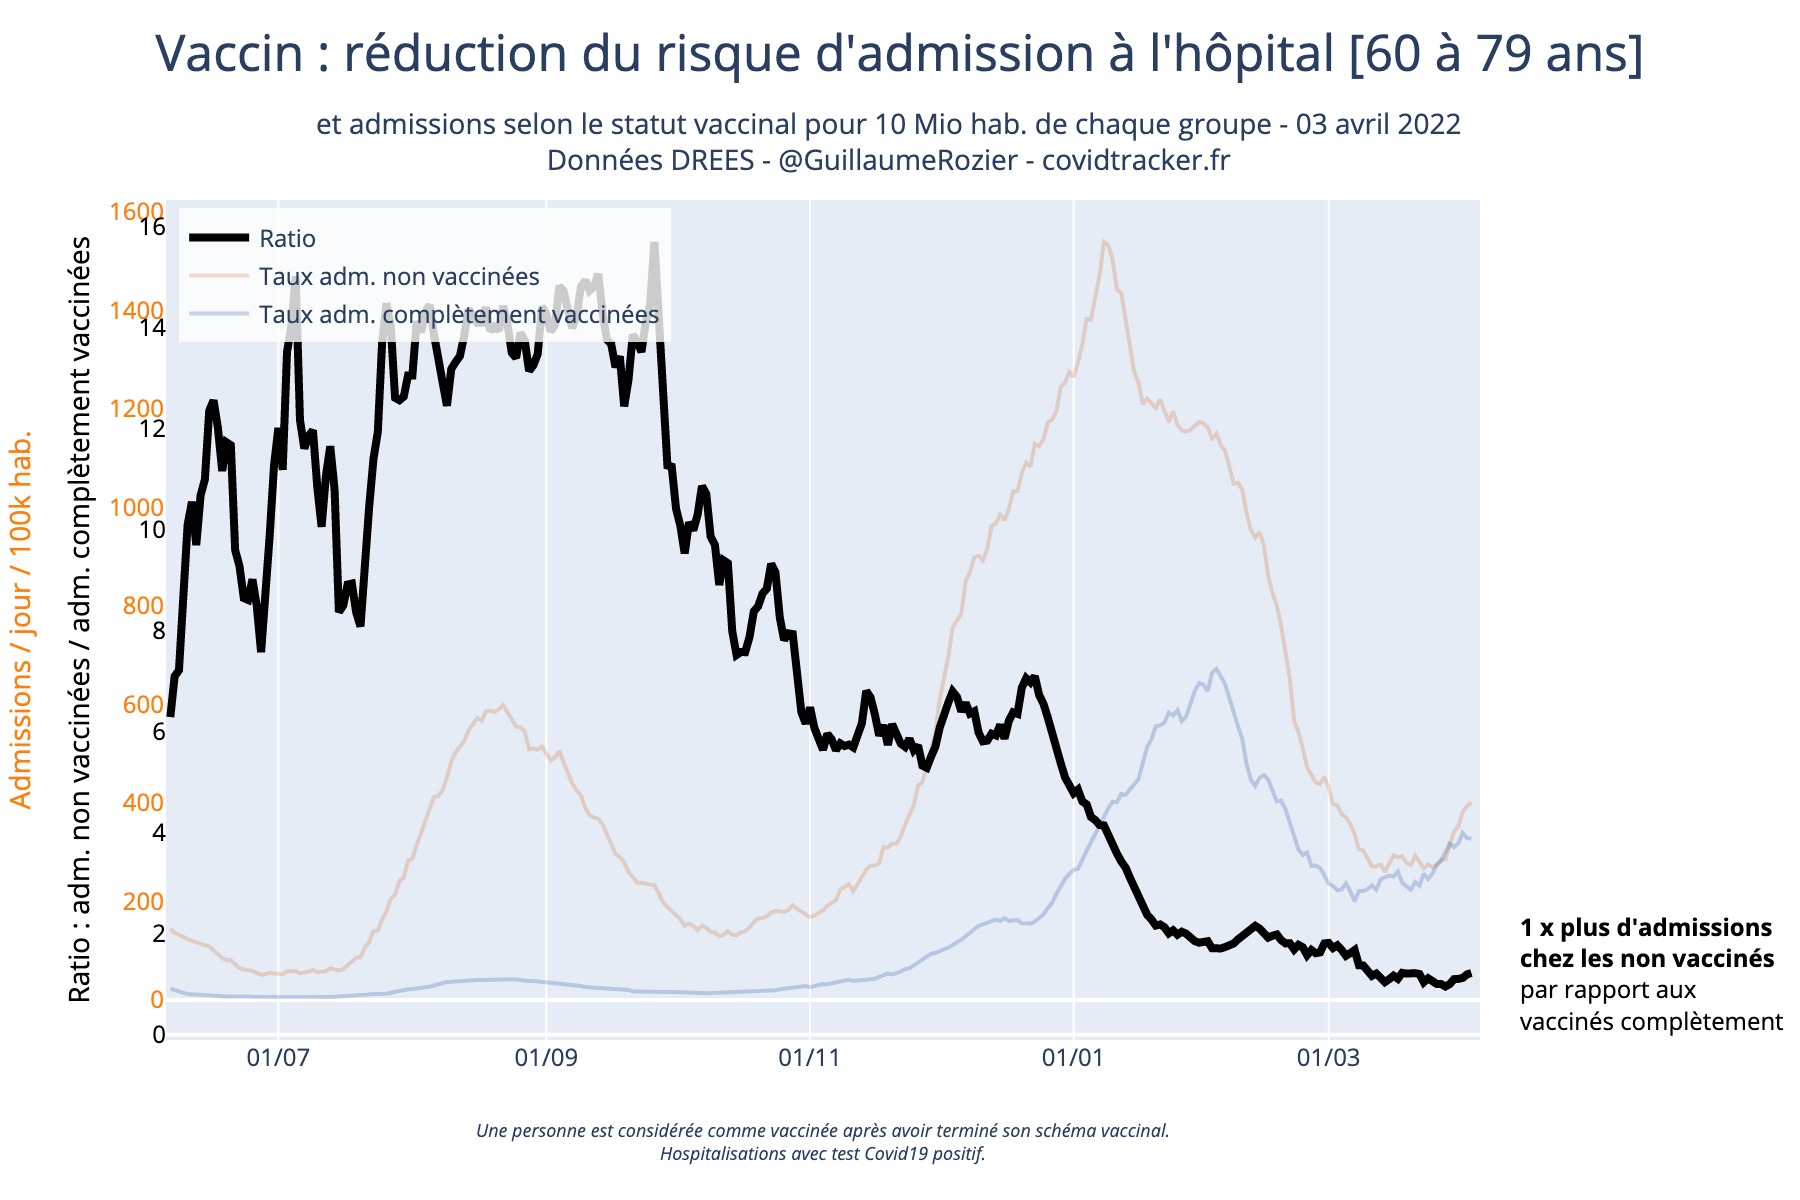 Vaccin : réduction du risque d'admission à l'hôpital [60 à 79 ans]
et admissions selon le statut vaccinal pour 10 Mio hab. de chaque groupe - 03 avril 2022
Données DREES - @GuillaumeRozier - covidtracker.fr
Admissions / jour / 100k hab.
Ratio : adm. non vaccinées / adm. complètement vaccinées
1600
1400
1200
1000
800
600
400
200
0
16
14
12
10
8
6
4
2
0
Ratio
Taux adm. non vaccinées
Taux adm. complètement vaccinées
01/07
01/09
01/11
01/01
01/03
1 x plus d'admissions
chez les non vaccinés
par rapport aux
vaccinés complètement
Une personne est considérée comme vaccinée après avoir terminé son schéma vaccinal.
Hospitalisations avec test Covid19 positif.